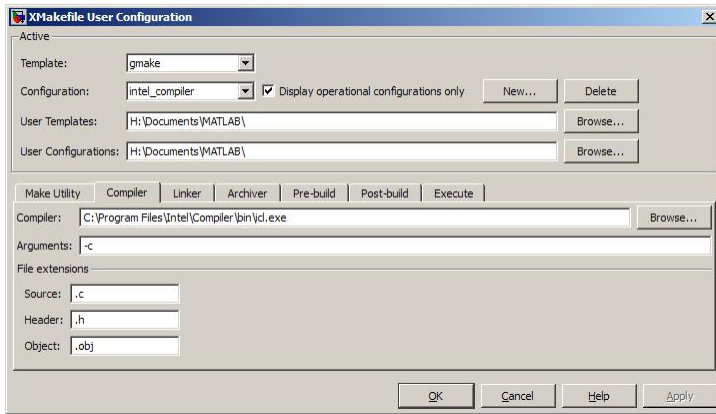 XMakefile User Configuration
Active
Template: gmake
Configuration: intel_compiler Display operational configurations only New... Delete
User Templates: H:\Documents\MATLAB\ Browse...
User Configurations: H:\Documents\MATLAB\ Browse...
Make Utility Compiler Linker Archiver Pre-build Post-build Execute
Compiler: C:\Program Files\Intel\Compiler\bin\icl.exe Browse...
Arguments: -c
File extensions
Source: .c
Header: .h
Object: .obj
OK Cancel Help Apply